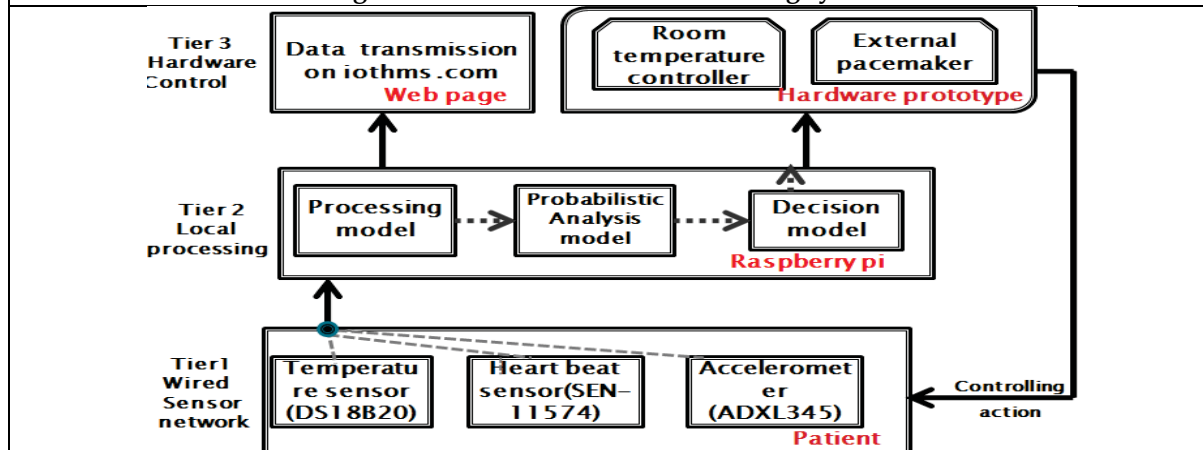 Tier 3
Hardware
Control
Data transmission
on iothms.com
Web page
Room
temperature
controller
External
pacemaker
Hardware prototype
Tier 2
Local
processing
Processing
model
Probabilistic
Analysis
model
Decision
model
Raspberry pi
Tier1
Wired
Sensor
network
Temperatu
re sensor
(DS18B20)
Heart beat
sensor(SEN-
11574)
Acceleromet
er
(ADXL345)
Patient
Controlling
action